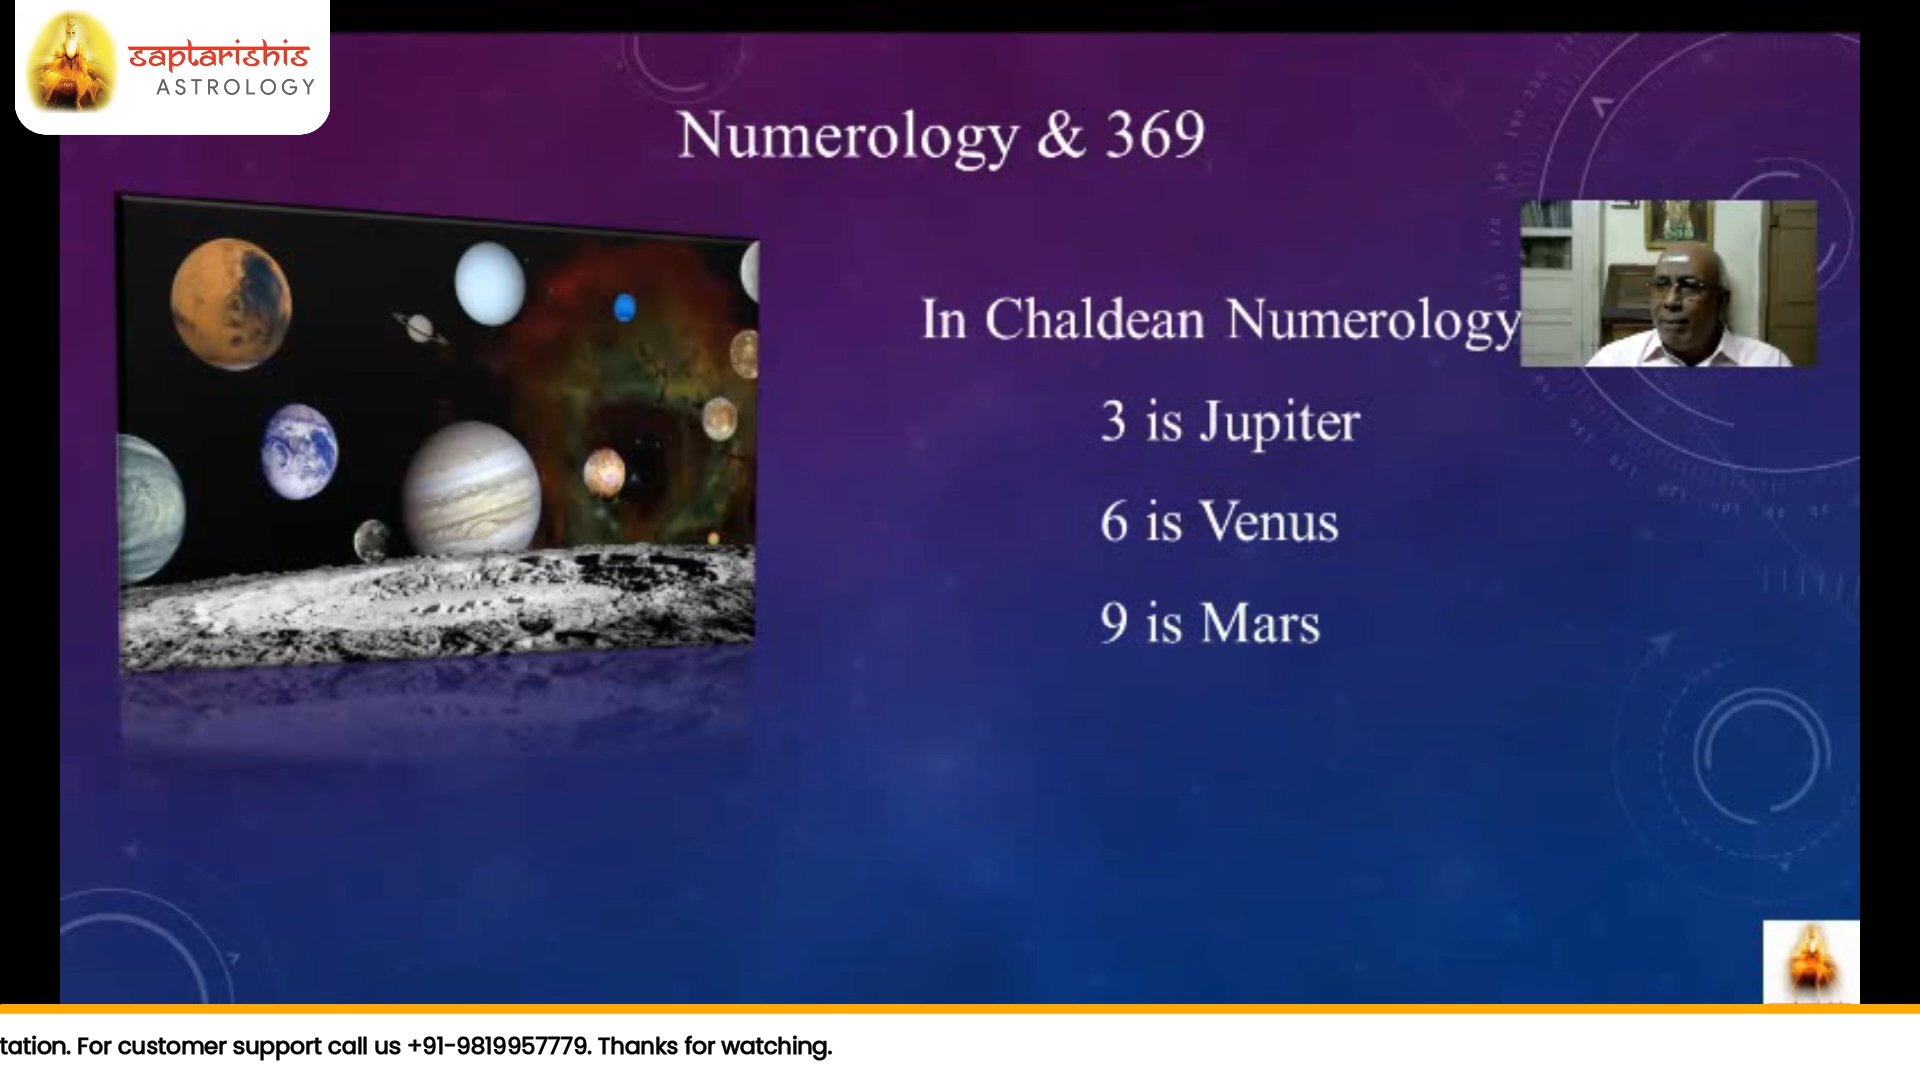 saptarishis
ASTROLOGY
Numerology & 369
In Chaldean Numerology
3 is Jupiter
6 is Venus
9 is Mars
tation. For customer support call us +91-9819957779. Thanks for watching.